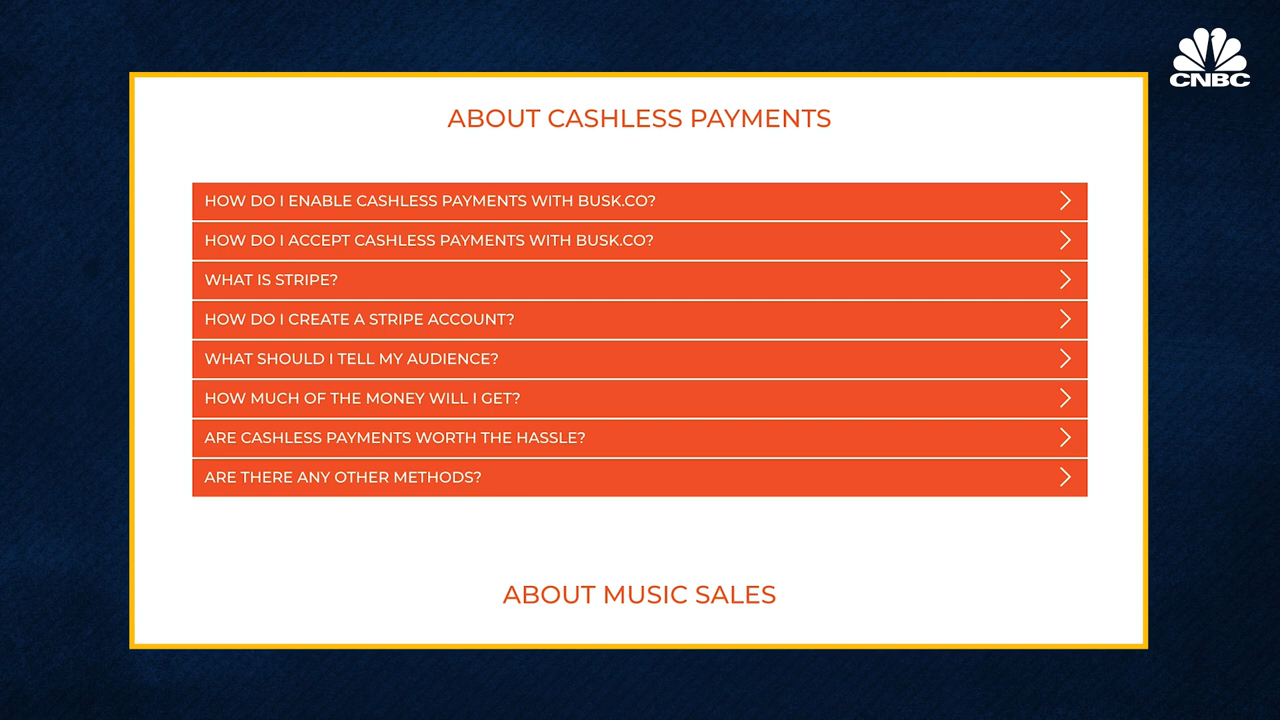 CNBC
ABOUT CASHLESS PAYMENTS
HOW DO I ENABLE CASHLESS PAYMENTS WITH BUSK.CO?
HOW DO I ACCEPT CASHLESS PAYMENTS WITH BUSK.CO?
WHAT IS STRIPE?
HOW DO I CREATE A STRIPE ACCOUNT?
WHAT SHOULD I TELL MY AUDIENCE?
HOW MUCH OF THE MONEY WILL I GET?
ARE CASHLESS PAYMENTS WORTH THE HASSLE?
ARE THERE ANY OTHER METHODS?
ABOUT MUSIC SALES